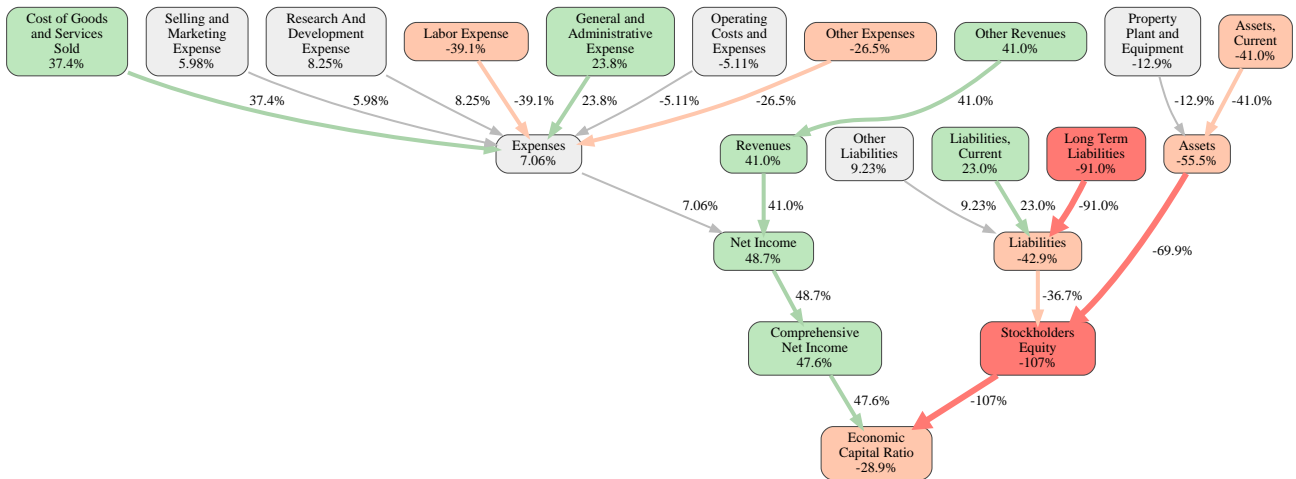 Cost of Goods
and Services
Sold
37.4%
Selling and
Marketing
Expense
5.98%
Research And
Development
Expense
8.25%
Labor Expense
-39.1%
General and
Administrative
Expense
23.8%
Operating
Costs and
Expenses
-5.11%
Other Expenses
-26.5%
Other Revenues
41.0%
Property
Plant and
Equipment
-12.9%
Assets,
Current
-41.0%
37.4%
5.98%
8.25%
-39.1%
23.8%
-5.11%
-26.5%
41.0%
-12.9%
-41.0%
Expenses
7.06%
Revenues
41.0%
Other
Liabilities
9.23%
Liabilities,
Current
23.0%
Long Term
Liabilities
-91.0%
Assets
-55.5%
7.06%
41.0%
9.23%
23.0%
-91.0%
-69.9%
Net Income
48.7%
Liabilities
-42.9%
48.7%
-36.7%
Comprehensive
Net Income
47.6%
Stockholders
Equity
-107%
47.6%
-107%
Economic
Capital Ratio
-28.9%